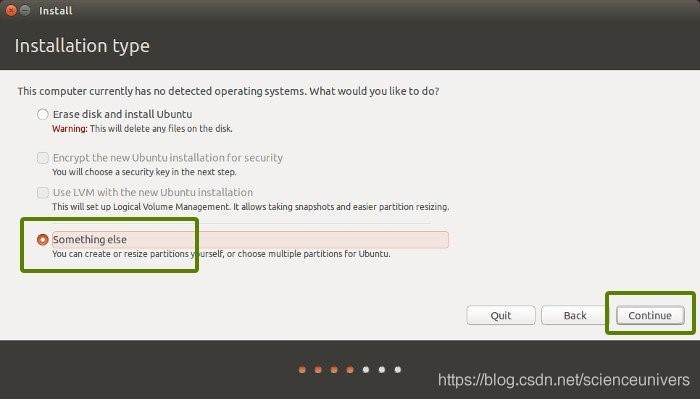 Install
Installation type
This computer currently has no detected operating systems. What would you like to do?
Erase disk and install Ubuntu
Warning: This will delete any files on the disk.
Encrypt the new Ubuntu installation for security
You will choose a security key in the next step.
Use LVM with the new Ubuntu installation
This will set up Logical Volume Management. It allows taking snapshots and easier partition resizing.
Something else
You can create or resize partitions yourself, or choose multiple partitions for Ubuntu.
Quit
Back
Continue
https://blog.csdn.net/scienceunivers